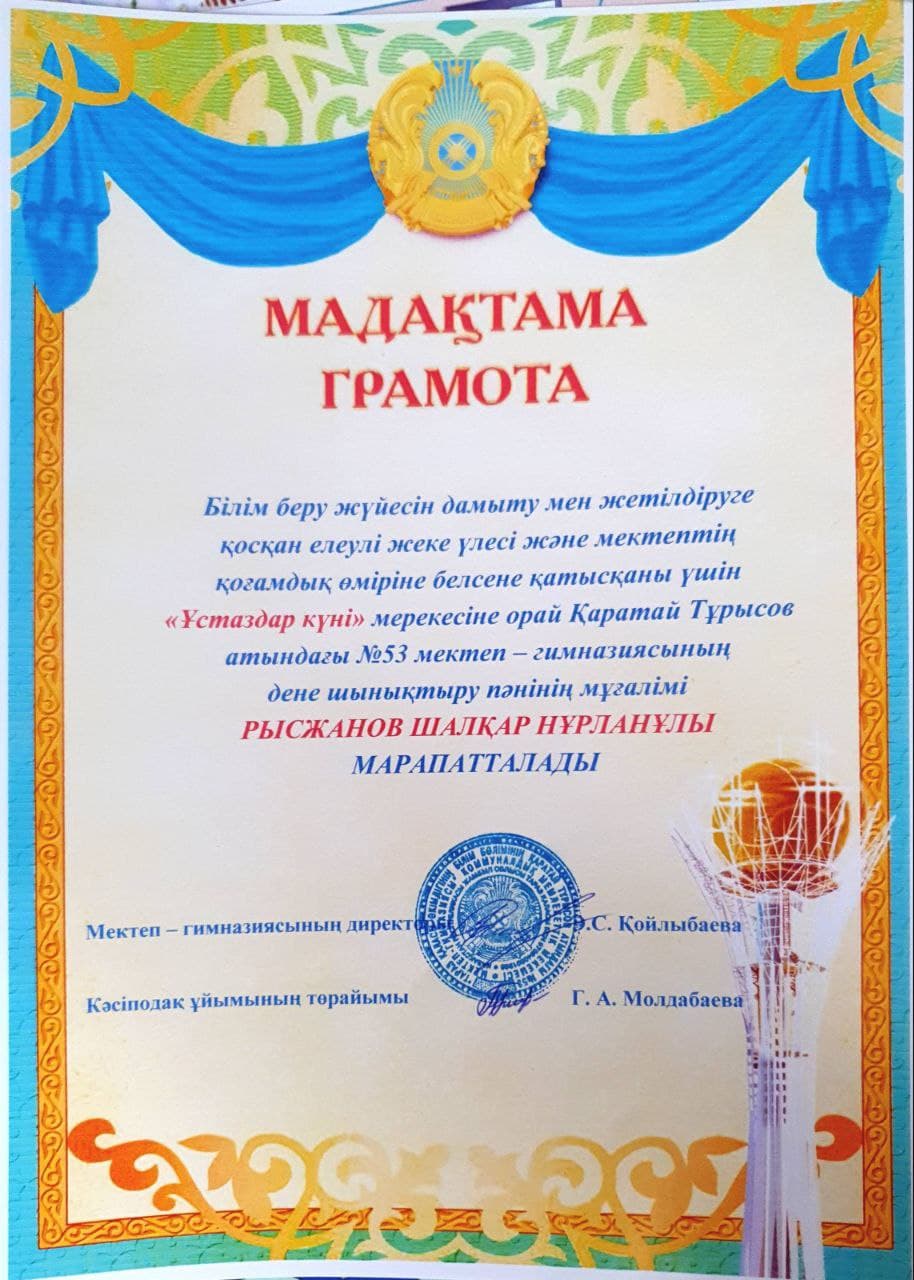 МАДАҚТАМА
ГРАМОТА
Білім беру жүйесін дамыту мен жетілдіруге
қосқан елеулі жеке үлесі және мектептің
қоғамдық өміріне белсене қатысқаны үшін
«Ұстаздар күні» мерекесіне орай Қаратай Тұрысов
атындағы №53 мектеп – гимназиясының
дене шынықтыру пәнінің мұғалімі
РЫСЖАНОВ ШАЛҚАР НҰРЛАНҰЛЫ
МАРАПАТТАЛАДЫ
Мектеп – гимназиясының директоры Э.С. Қойлыбаева
Кәсіподақ ұйымының төрайымы Г. А. Молдабаева